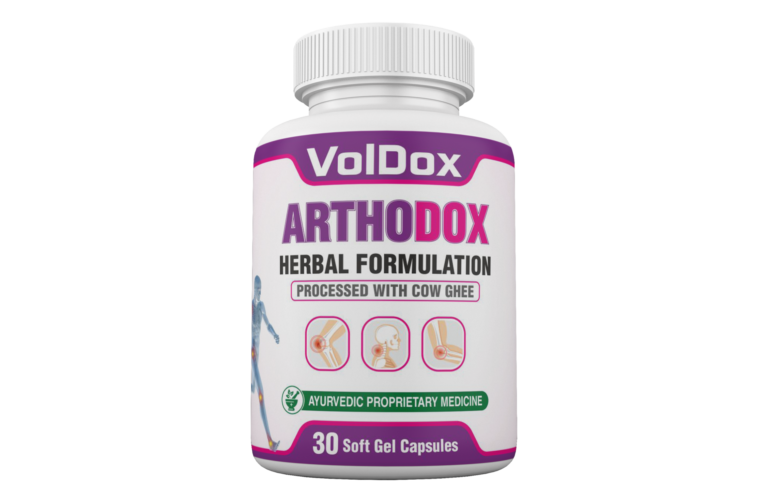 VolDox
ARTHODOX
HERBAL FORMULATION
PROCESSED WITH COW GHEE
AYURVEDIC PROPRIETARY MEDICINE
30 Soft Gel Capsules